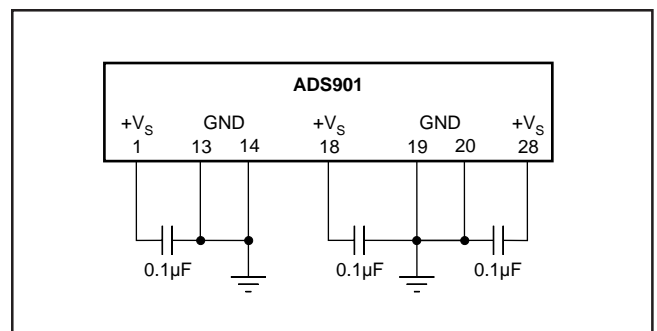 ADS901
+VS GND +VS GND +VS
1 13 14 18 19 20 28
0.1µF 0.1µF 0.1µF